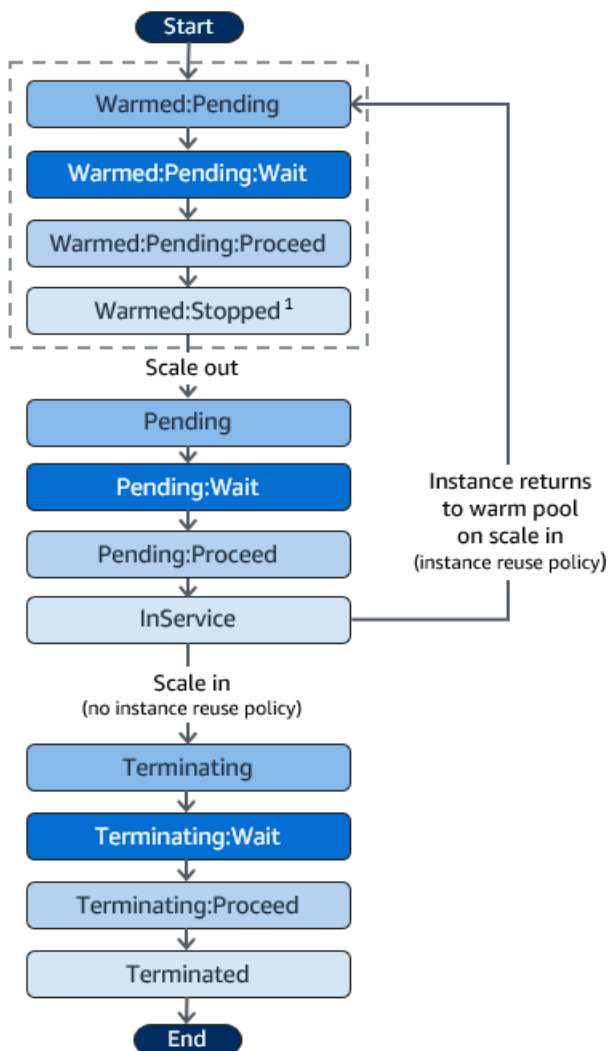 Start
Warmed:Pending
Warmed:Pending:Wait
Warmed:Pending:Proceed
Warmed:Stopped¹
Scale out
Pending
Pending:Wait
Pending:Proceed
InService
Instance returns
to warm pool
on scale in
(instance reuse policy)
Scale in
(no instance reuse policy)
Terminating
Terminating:Wait
Terminating:Proceed
Terminated
End